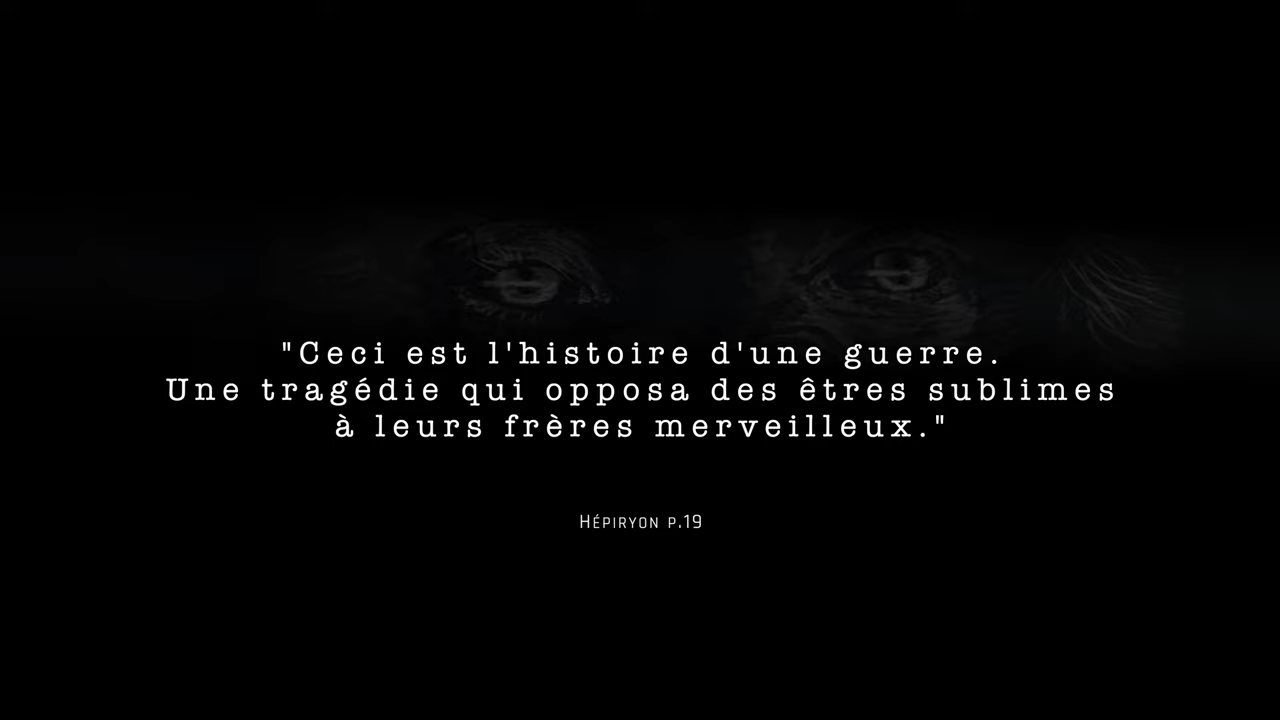 "Ceci est l'histoire d'une guerre.
Une tragédie qui opposa des êtres sublimes
à leurs frères merveilleux."
Hépiryon p.19